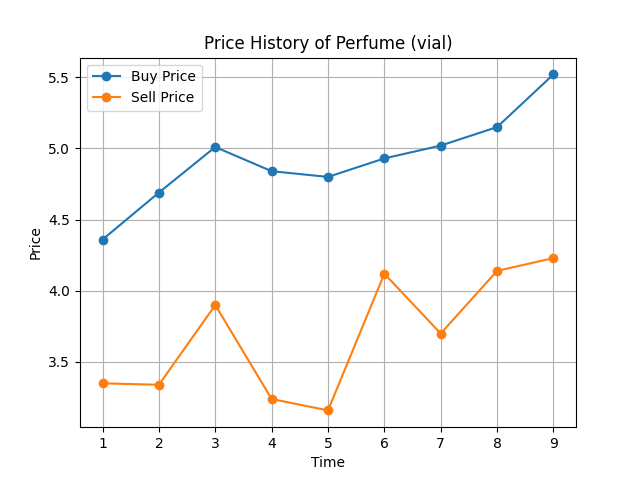 Price History of Perfume (vial)
Buy Price
Sell Price
5.5
5.0
4.5
4.0
3.5
Price
1 2 3 4 5 6 7 8 9
Time